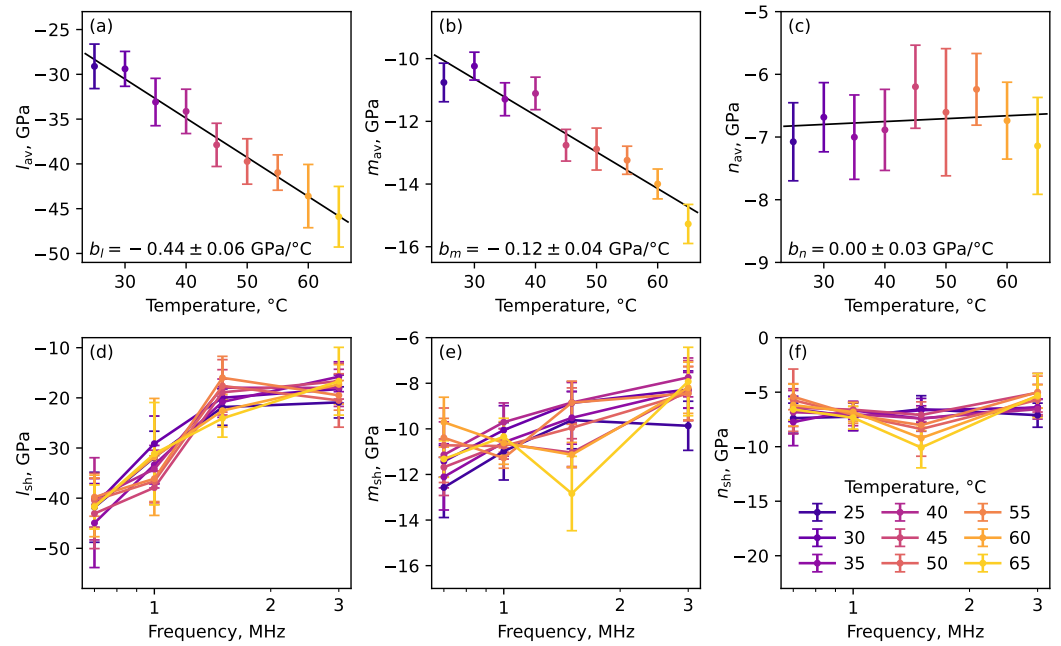 (a)
−25
−30
−35
−40
−45
−50
l_av, GPa
b_l = − 0.44 ± 0.06 GPa/°C
30
40
50
60
Temperature, °C
(b)
−10
−12
−14
−16
m_av, GPa
b_m = − 0.12 ± 0.04 GPa/°C
30
40
50
60
Temperature, °C
(c)
−5
−6
−7
−8
−9
n_av, GPa
b_n = 0.00 ± 0.03 GPa/°C
30
40
50
60
Temperature, °C
(d)
−10
−20
−30
−40
−50
l_sh, GPa
1
2
3
Frequency, MHz
(e)
−6
−8
−10
−12
−14
−16
m_sh, GPa
1
2
3
Frequency, MHz
(f)
0
−5
−10
−15
−20
n_sh, GPa
Temperature, °C
25 40 55
30 45 60
35 50 65
1
2
3
Frequency, MHz